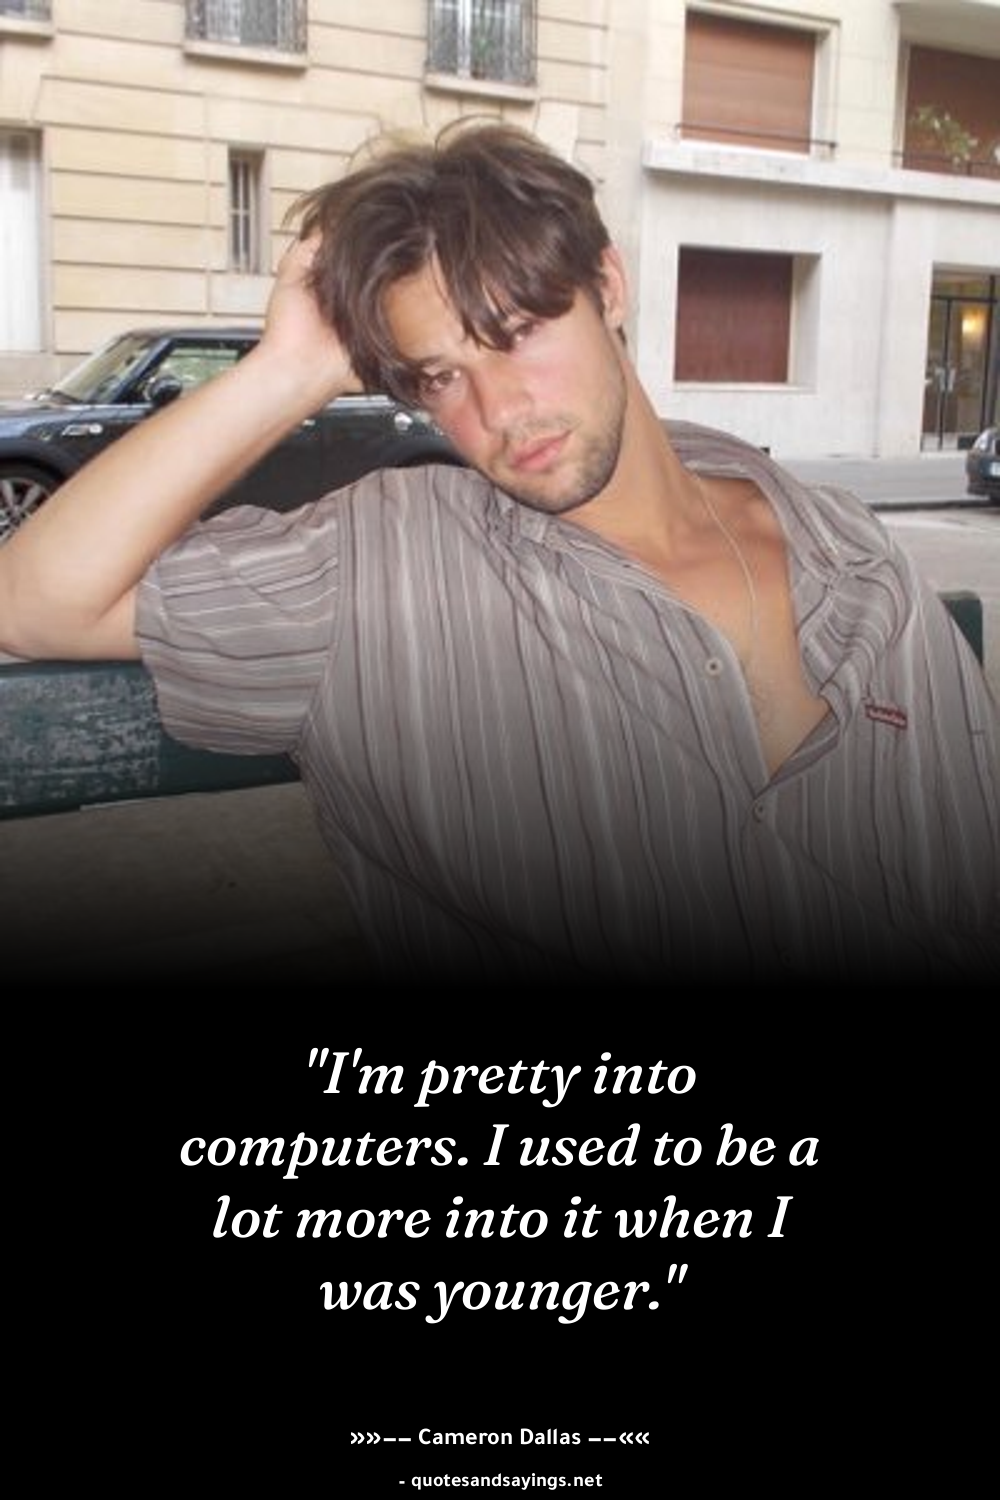 "I'm pretty into
computers. I used to be a
lot more into it when I
was younger."
»»–– Cameron Dallas ––««
- quotesandsayings.net